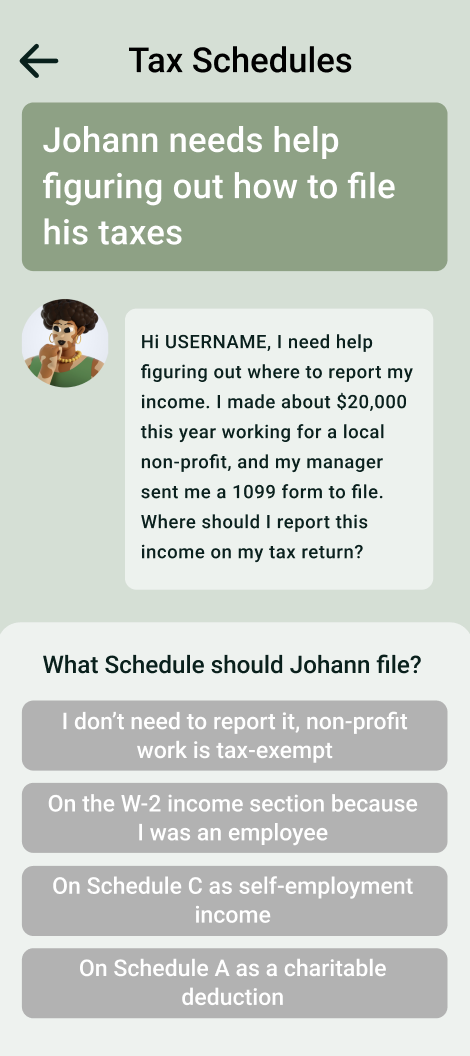 Tax Schedules
Johann needs help
figuring out how to file
his taxes
Hi USERNAME, I need help
figuring out where to report my
income. I made about $20,000
this year working for a local
non-profit, and my manager
sent me a 1099 form to file.
Where should I report this
income on my tax return?
What Schedule should Johann file?
I don’t need to report it, non-profit
work is tax-exempt
On the W-2 income section because
I was an employee
On Schedule C as self-employment
income
On Schedule A as a charitable
deduction